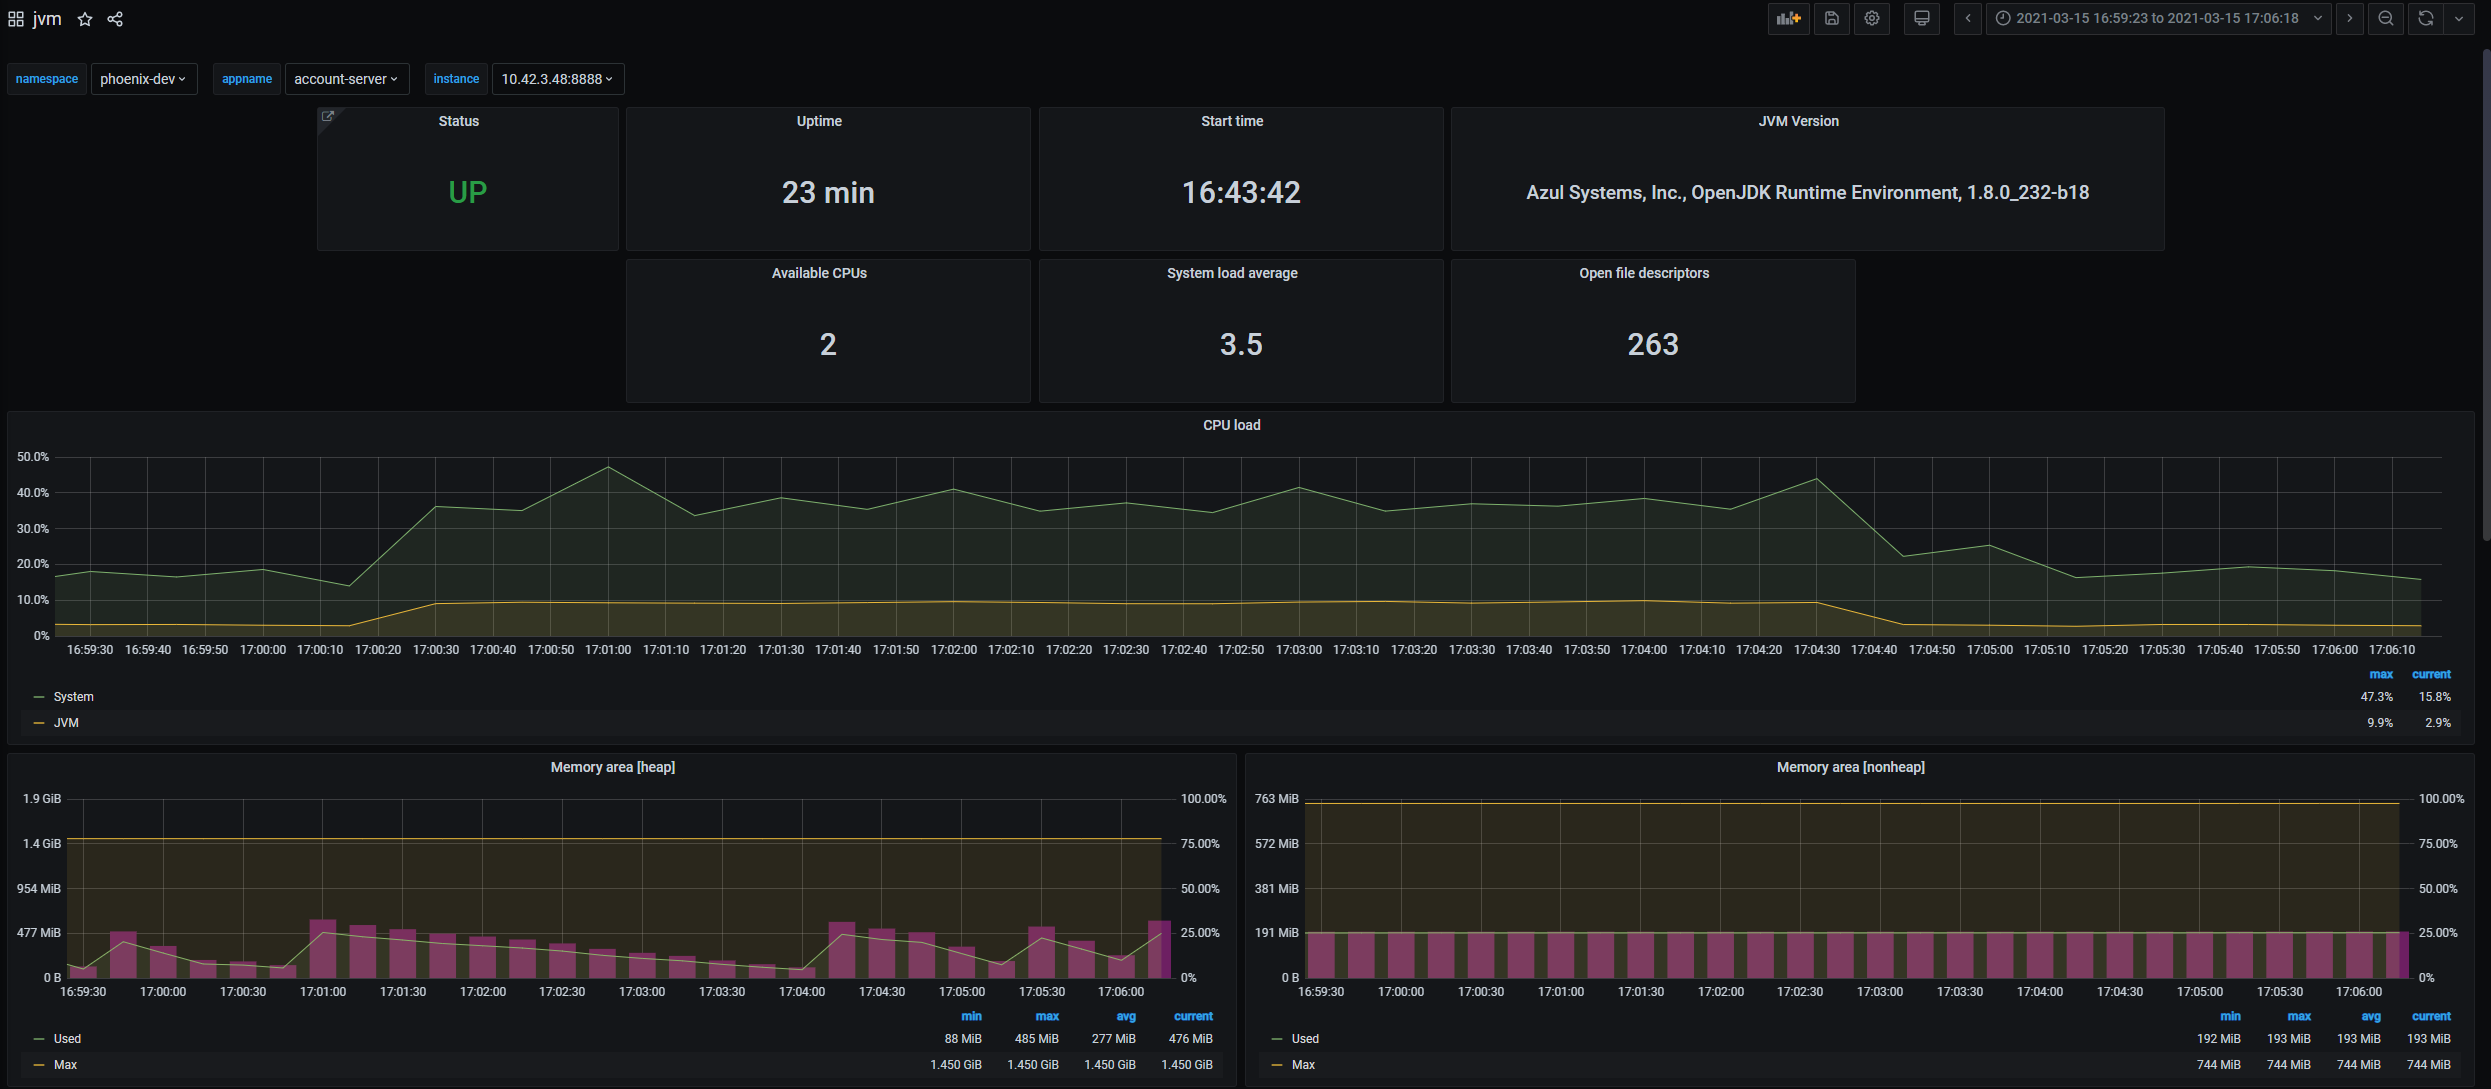 jvm
2021-03-15 16:59:23 to 2021-03-15 17:06:18
namespace phoenix-dev appname account-server instance 10.42.3.48:8888
Status Uptime Start time JVM Version
UP 23 min 16:43:42 Azul Systems, Inc., OpenJDK Runtime Environment, 1.8.0_232-b18
Available CPUs System load average Open file descriptors
2 3.5 263
CPU load
50.0%
40.0%
30.0%
20.0%
10.0%
0%
16:59:30 16:59:40 16:59:50 17:00:00 17:00:10 17:00:20 17:00:30 17:00:40 17:00:50 17:01:00 17:01:10 17:01:20 17:01:30 17:01:40 17:01:50 17:02:00 17:02:10 17:02:20 17:02:30 17:02:40 17:02:50 17:03:00 17:03:10 17:03:20 17:03:30 17:03:40 17:03:50 17:04:00 17:04:10 17:04:20 17:04:30 17:04:40 17:04:50 17:05:00 17:05:10 17:05:20 17:05:30 17:05:40 17:05:50 17:06:00 17:06:10
max current
System 47.3% 15.8%
JVM 9.9% 2.9%
Memory area [heap]
1.9 GiB 100.00%
1.4 GiB 75.00%
954 MiB 50.00%
477 MiB 25.00%
0 B 0%
16:59:30 17:00:00 17:00:30 17:01:00 17:01:30 17:02:00 17:02:30 17:03:00 17:03:30 17:04:00 17:04:30 17:05:00 17:05:30 17:06:00
min max avg current
Used 88 MiB 485 MiB 277 MiB 476 MiB
Max 1.450 GiB 1.450 GiB 1.450 GiB 1.450 GiB
Memory area [nonheap]
763 MiB 100.00%
572 MiB 75.00%
381 MiB 50.00%
191 MiB 25.00%
0 B 0%
16:59:30 17:00:00 17:00:30 17:01:00 17:01:30 17:02:00 17:02:30 17:03:00 17:03:30 17:04:00 17:04:30 17:05:00 17:05:30 17:06:00
min max avg current
Used 192 MiB 193 MiB 193 MiB 193 MiB
Max 744 MiB 744 MiB 744 MiB 744 MiB